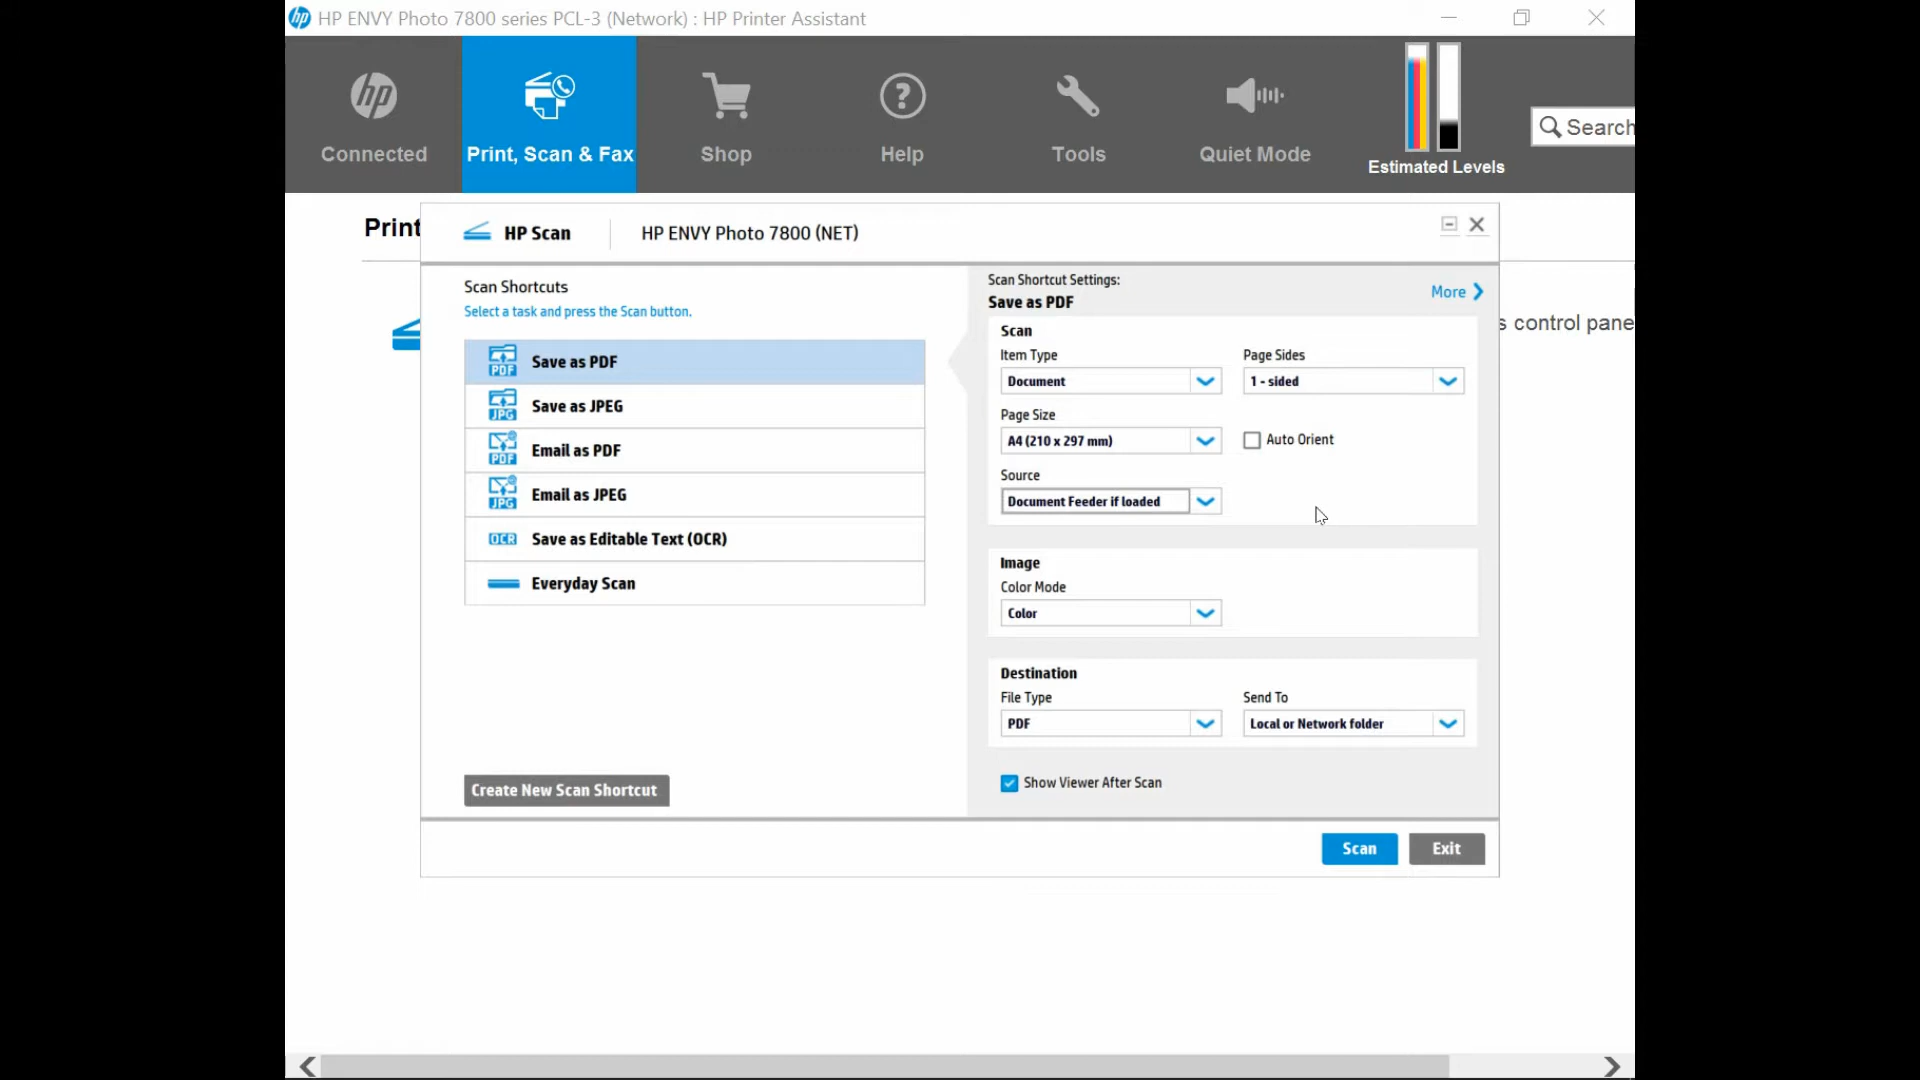 HP ENVY Photo 7800 series PCL-3 (Network) : HP Printer Assistant
Connected
Print, Scan & Fax
Shop
Help
Tools
Quiet Mode
Estimated Levels
Search
Print
HP Scan
HP ENVY Photo 7800 (NET)
s control pane
Scan Shortcuts
Select a task and press the Scan button.
Save as PDF
Save as JPEG
Email as PDF
Email as JPEG
OCR Save as Editable Text (OCR)
Everyday Scan
Create New Scan Shortcut
Scan Shortcut Settings:
Save as PDF
More
Scan
Item Type
Page Sides
Document
1 - sided
Page Size
A4 (210 x 297 mm)
Auto Orient
Source
Document Feeder if loaded
Image
Color Mode
Color
Destination
File Type
Send To
PDF
Local or Network folder
Show Viewer After Scan
Scan
Exit